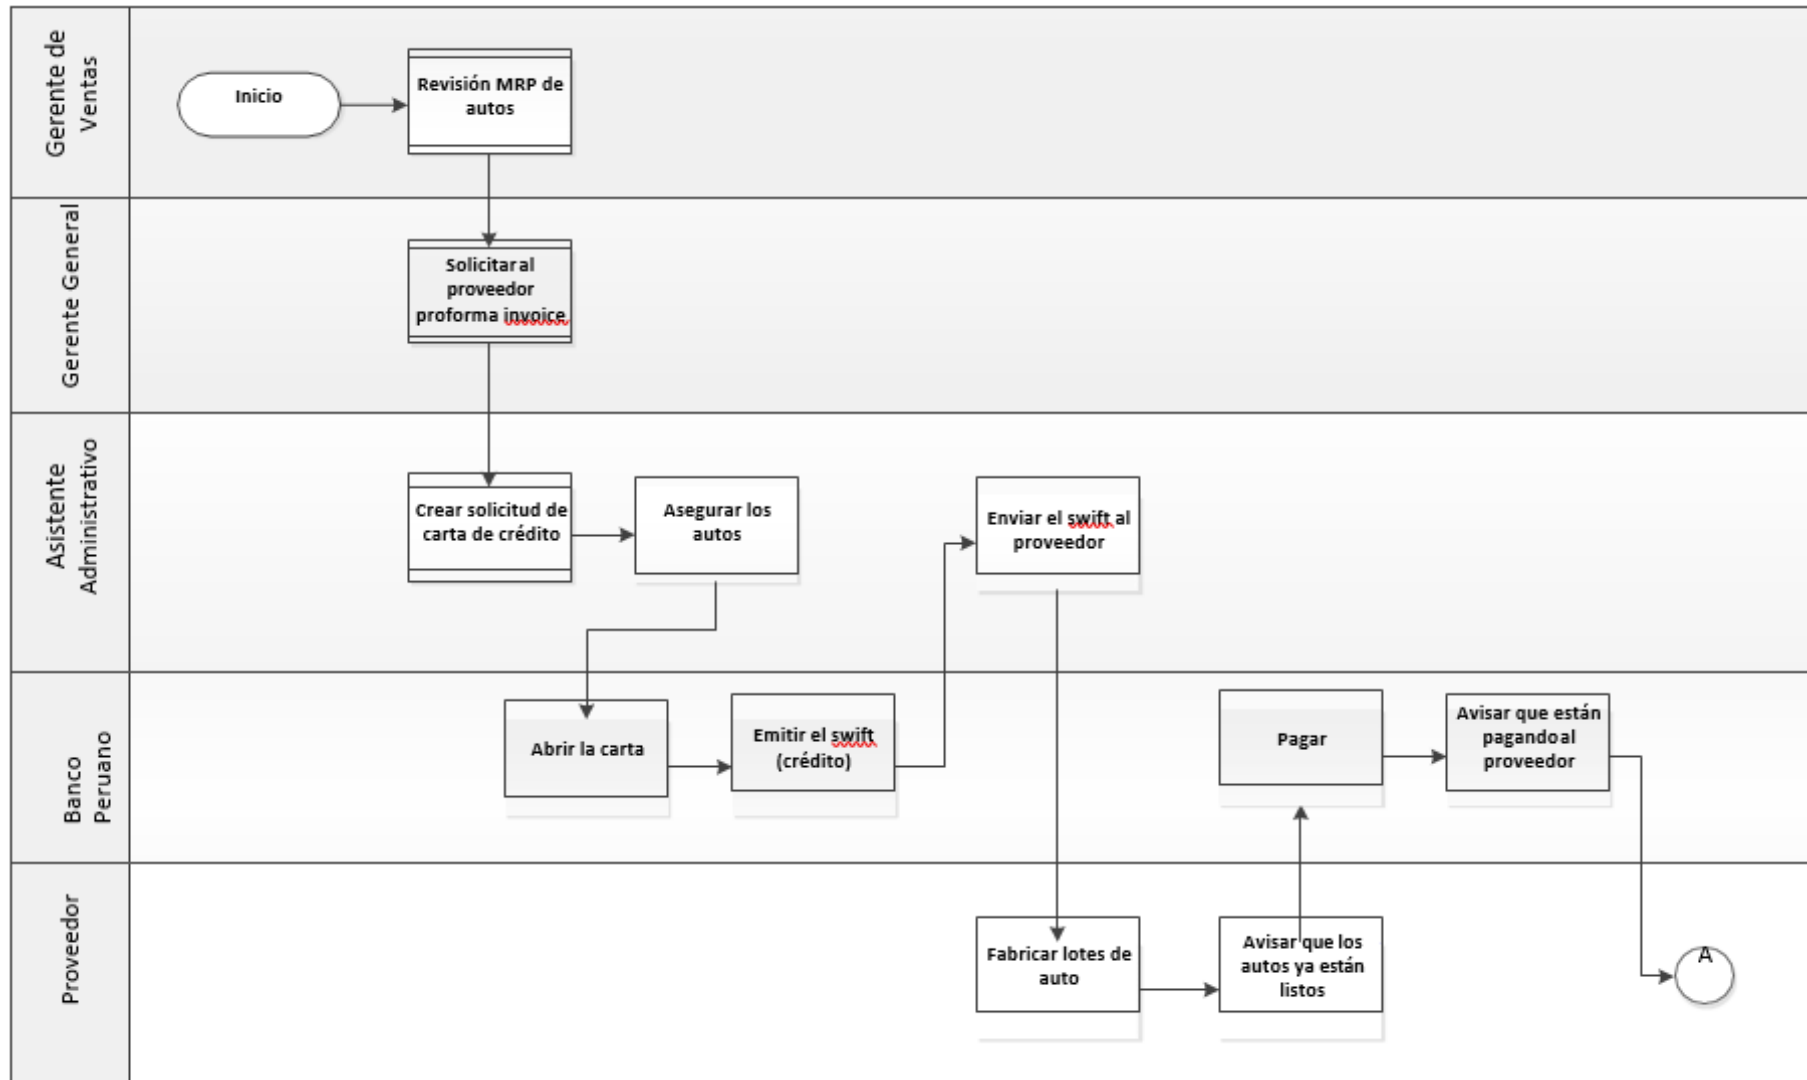 Gerente de
Ventas
Inicio
Revisión MRP de
autos
Gerente General
Solicitar al
proveedor
proforma invoice
Asistente
Administrativo
Crear solicitud de
carta de crédito
Asegurar los
autos
Enviar el swift al
proveedor
Banco
Peruano
Abrir la carta
Emitir el swift
(crédito)
Pagar
Avisar que están
pagando al
proveedor
Proveedor
Fabricar lotes de
auto
Avisar que los
autos ya están
listos
A